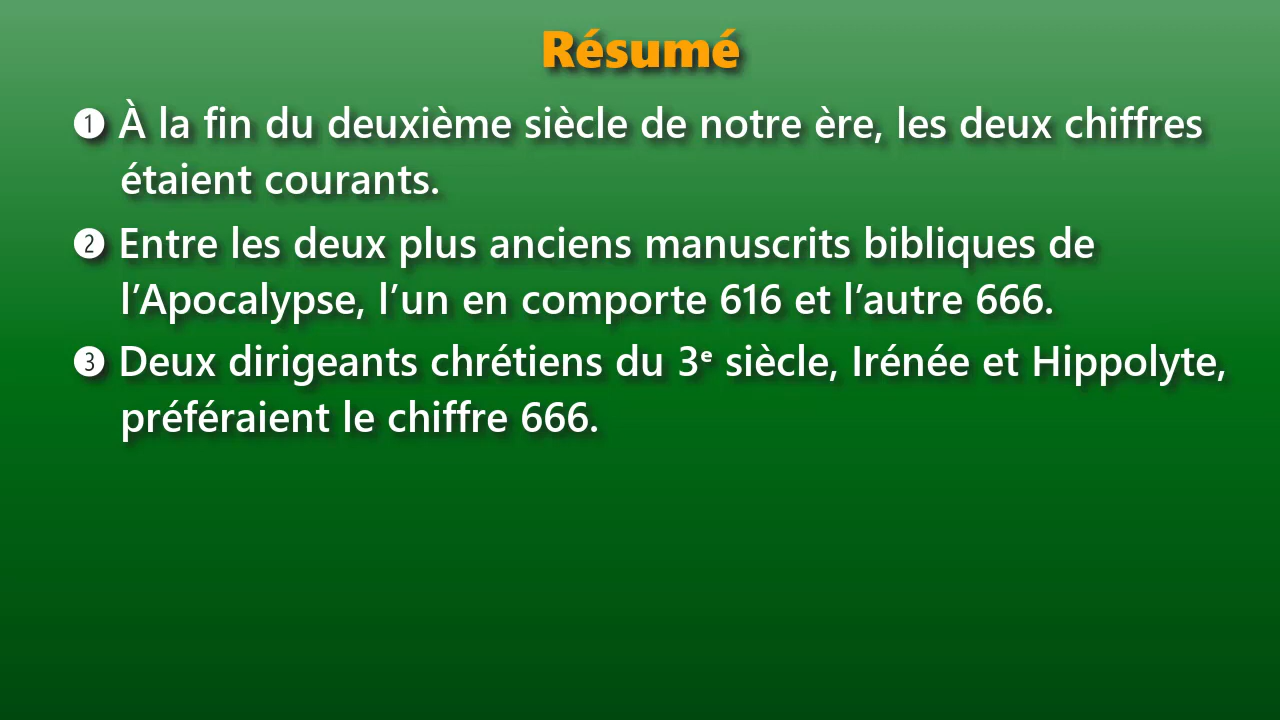 Résumé
❶ À la fin du deuxième siècle de notre ère, les deux chiffres
étaient courants.
❷ Entre les deux plus anciens manuscrits bibliques de
l’Apocalypse, l’un en comporte 616 et l’autre 666.
❸ Deux dirigeants chrétiens du 3ᵉ siècle, Irénée et Hippolyte,
préféraient le chiffre 666.